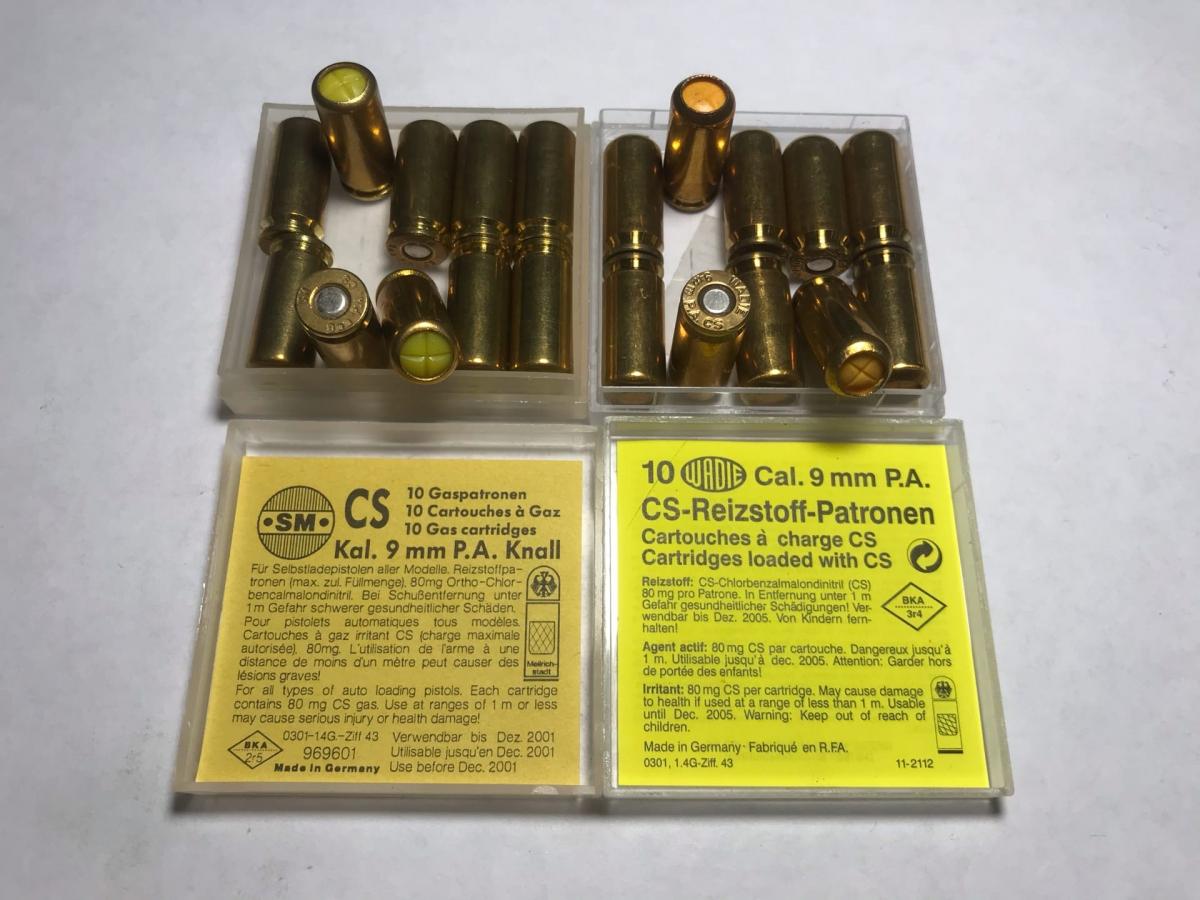 WADIE
P.A. CS
SM
CS
10 Gaspatronen
10 Cartouches à Gaz
10 Gas cartridges
Kal. 9 mm P.A. Knall
Für Selbstladepistolen aller Modelle. Reizstoffpa-
tronen (max. zul. Füllmenge), 80mg Ortho-Chlor-
bencalmalondinitril. Bei Schußentfernung unter
1 m Gefahr schwerer gesundheitlicher Schäden.
Pour pistolets automatiques tous modèles.
Cartouches à gaz irritant CS (charge maximale
autorisée), 80mg. L'utilisation de l'arme à une
distance de moins d'un mètre peut causer des
lésions graves!
For all types of auto loading pistols. Each cartridge
contains 80 mg CS gas. Use at ranges of 1 m or less
may cause serious injury or health damage!
Mellrich-
stadt
0301-1.4G.-Ziff 43
969601
BKA
2r5
Made in Germany
Verwendbar bis Dez. 2001
Utilisable jusqu'en Dec. 2001
Use before Dec. 2001
10 WADIE Cal. 9 mm P.A.
CS-Reizstoff-Patronen
Cartouches à charge CS
Cartridges loaded with CS
Reizstoff: CS-Chlorbenzalmalondinitril (CS)
80 mg pro Patrone. In Entfernung unter 1 m
Gefahr gesundheitlicher Schädigungen! Ver-
wendbar bis Dez. 2005. Von Kindern fern-
halten!
BKA
3r4
Agent actif: 80 mg CS par cartouche. Dangereux jusqu'à
1 m. Utilisable jusqu'à dec. 2005. Attention: Garder hors
de portée des enfants!
Irritant: 80 mg CS per cartridge. May cause damage
to health if used at a range of less than 1 m. Usable
until Dec. 2005. Warning: Keep out of reach of
children.
Made in Germany · Fabriqué en R.F.A.
0301, 1.4G-Ziff. 43
11-2112